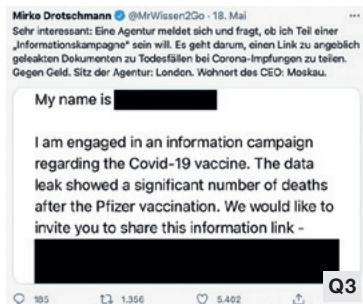 Mirko Drotschmann @MrWissen2Go · 18. Mai
Sehr interessant: Eine Agentur meldet sich und fragt, ob ich Teil einer
„Informationskampagne" sein will. Es geht darum, einen Link zu angeblich
geleakten Dokumenten zu Todesfällen bei Corona-Impfungen zu teilen.
Gegen Geld. Sitz der Agentur: London. Wohnort des CEO: Moskau.
My name is
I am engaged in an information campaign
regarding the Covid-19 vaccine. The data
leak showed a significant number of deaths
after the Pfizer vaccination. We would like to
invite you to share this information link -
185 1.356 5.402
Q3